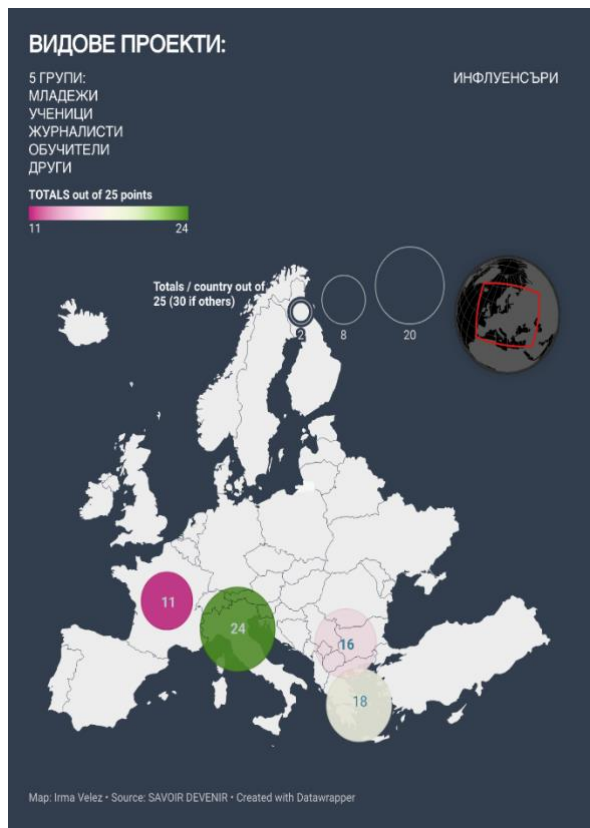 ВИДОВЕ ПРОЕКТИ:
5 ГРУПИ:
МЛАДЕЖИ
УЧЕНИЦИ
ЖУРНАЛИСТИ
ОБУЧИТЕЛИ
ДРУГИ
ИНФЛУЕНСЪРИ
TOTALS out of 25 points
11 24
Totals / country out of
25 (30 if others)
2 8 20
11
24
16
18
Map: Irma Velez • Source: SAVOIR DEVENIR • Created with Datawrapper